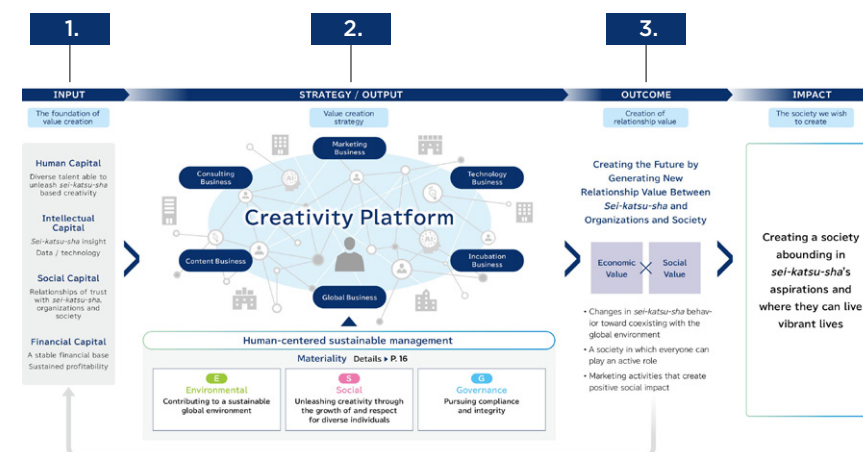 1.
2.
3.
INPUT
STRATEGY / OUTPUT
OUTCOME
IMPACT
The foundation of
value creation
Value creation
strategy
Creation of
relationship value
The society we wish
to create
Human Capital
Diverse talent able to
unleash sei-katsu-sha
based creativity
Intellectual
Capital
Sei-katsu-sha insight
Data / technology
Social Capital
Relationships of trust
with sei-katsu-sha,
organizations and
society
Financial Capital
A stable financial base
Sustained profitability
Marketing
Business
Consulting
Business
Technology
Business
AI
Creativity Platform
AI
Content Business
Incubation
Business
Global Business
Human-centered sustainable management
Materiality Details ▸ P. 16
E
Environmental
Contributing to a sustainable
global environment
S
Social
Unleashing creativity through
the growth of and respect
for diverse individuals
G
Governance
Pursuing compliance
and integrity
Creating the Future by
Generating New
Relationship Value Between
Sei-katsu-sha and
Organizations and Society
Economic
Value
×
Social
Value
• Changes in sei-katsu-sha behav-
ior toward coexisting with the
global environment
• A society in which everyone can
play an active role
• Marketing activities that create
positive social impact
Creating a society
abounding in
sei-katsu-sha's
aspirations and
where they can live
vibrant lives